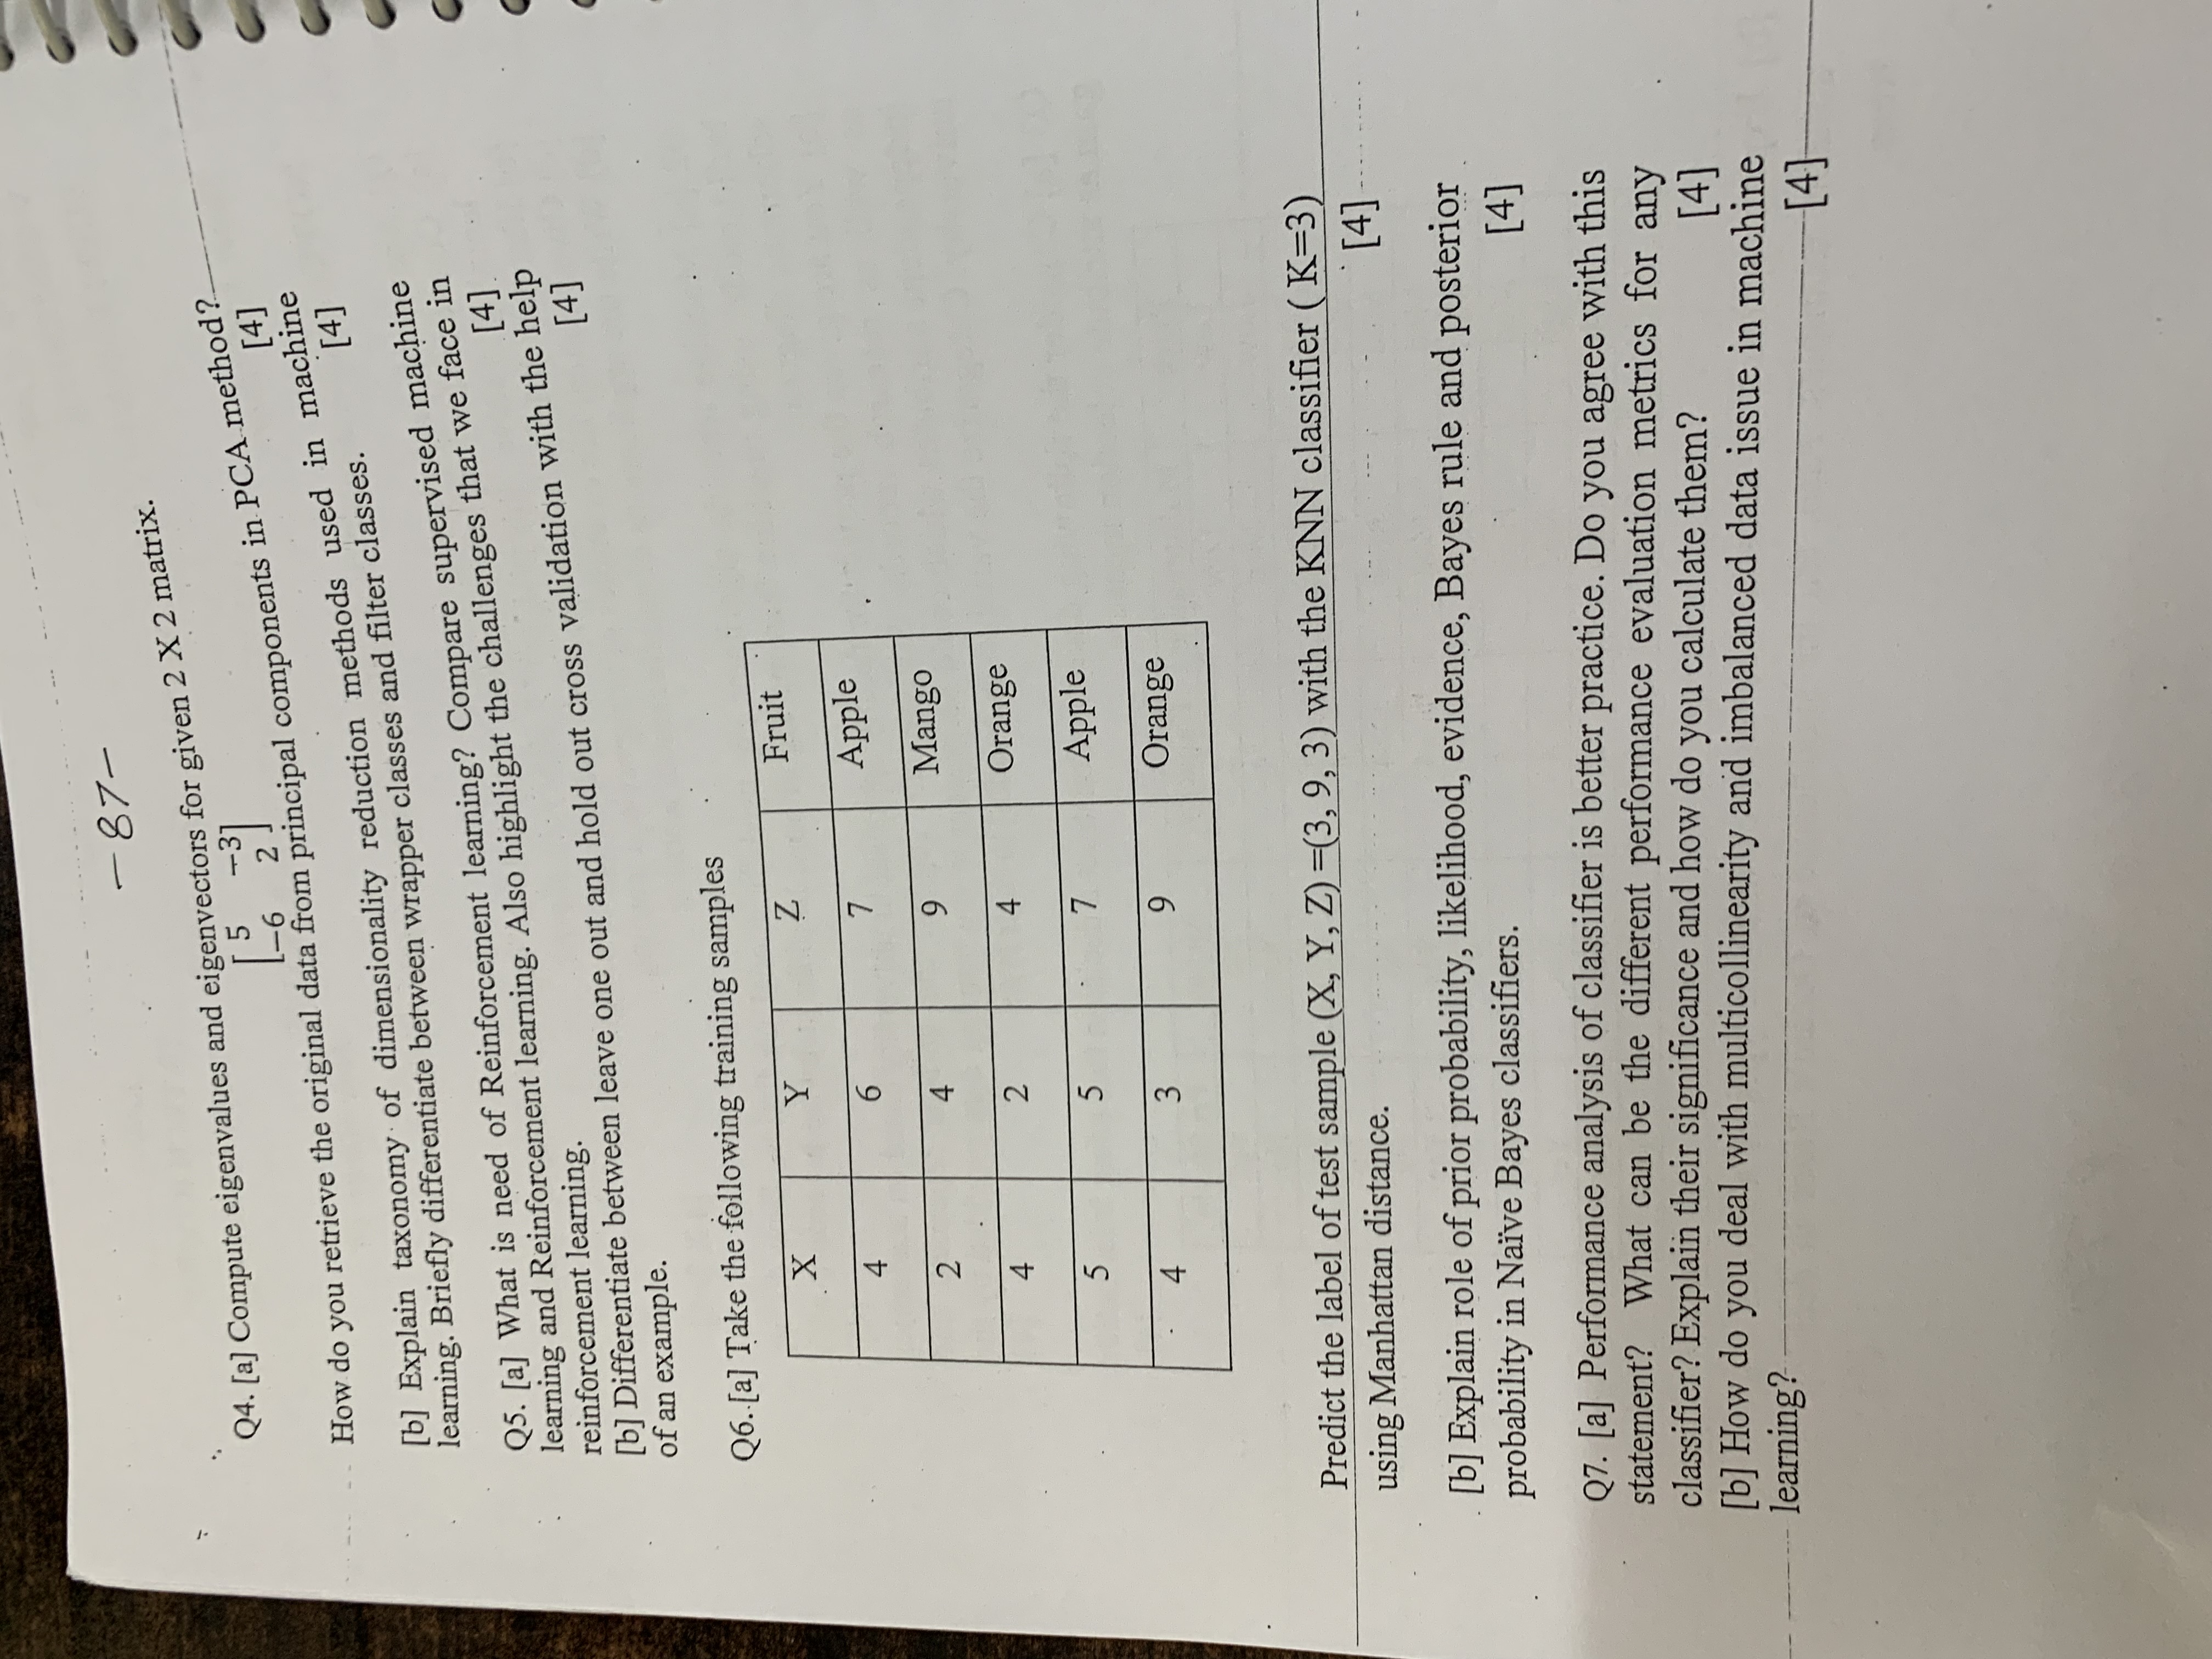 -87-
Q4. [a] Compute eigenvalues and eigenvectors for given 2 X 2 matrix.
[ 5 −3
−6 2 ]
How do you retrieve the original data from principal components in PCA method?
[4]
[b] Explain taxonomy of dimensionality reduction methods used in machine
learning. Briefly differentiate between wrapper classes and filter classes. [4]
Q5. [a] What is need of Reinforcement learning? Compare supervised machine
learning and Reinforcement learning. Also highlight the challenges that we face in
reinforcement learning. [4]
[b] Differentiate between leave one out and hold out cross validation with the help
of an example. [4]
Q6. [a] Take the following training samples
X Y Z Fruit
4 6 7 Apple
2 4 9 Mango
4 2 4 Orange
5 5 7 Apple
4 3 9 Orange
Predict the label of test sample (X, Y, Z) =(3, 9, 3) with the KNN classifier ( K=3)
using Manhattan distance. [4]
[b] Explain role of prior probability, likelihood, evidence, Bayes rule and posterior
probability in Naïve Bayes classifiers. [4]
Q7. [a] Performance analysis of classifier is better practice. Do you agree with this
statement? What can be the different performance evaluation metrics for any
classifier? Explain their significance and how do you calculate them? [4]
[b] How do you deal with multicollinearity and imbalanced data issue in machine
learning? [4]